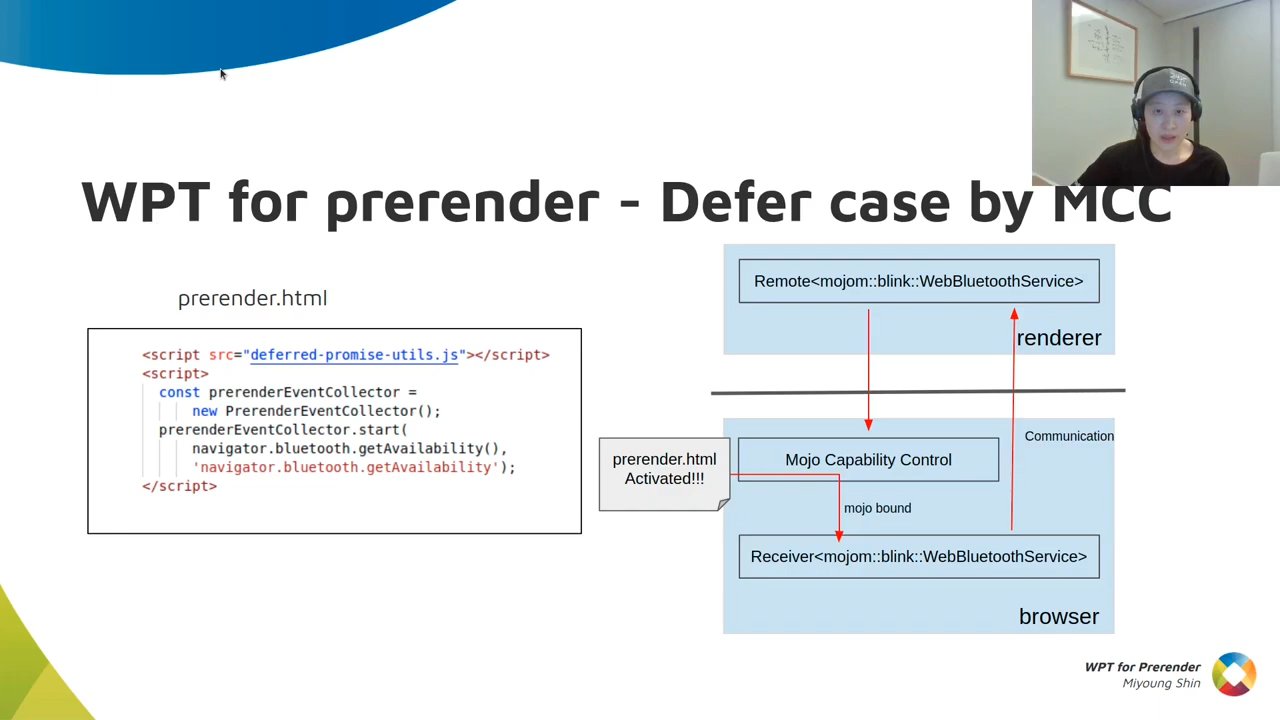 WPT for prerender - Defer case by MCC
prerender.html
<script src="deferred-promise-utils.js"></script>
<script>
const prerenderEventCollector =
new PrerenderEventCollector();
prerenderEventCollector.start(
navigator.bluetooth.getAvailability(),
'navigator.bluetooth.getAvailability');
</script>
Remote<mojom::blink::WebBluetoothService>
renderer
prerender.html
Activated!!!
Mojo Capability Control
Communication
mojo bound
Receiver<mojom::blink::WebBluetoothService>
browser
WPT for Prerender
Miyoung Shin